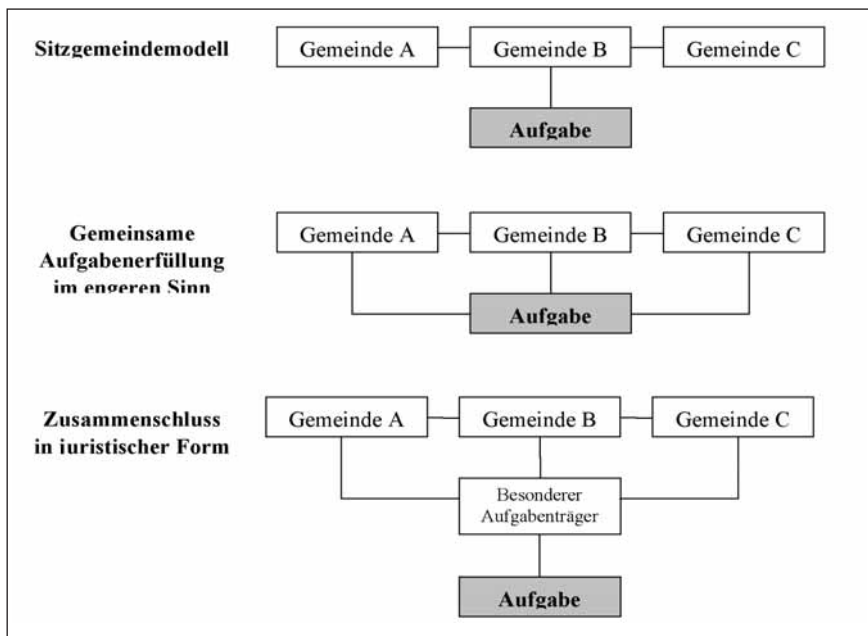 Sitzgemeindemodell
Gemeinde A Gemeinde B Gemeinde C
Aufgabe
Gemeinsame
Aufgabenerfüllung
im engeren Sinn
Gemeinde A Gemeinde B Gemeinde C
Aufgabe
Zusammenschluss
in juristischer Form
Gemeinde A Gemeinde B Gemeinde C
Besonderer
Aufgabenträger
Aufgabe